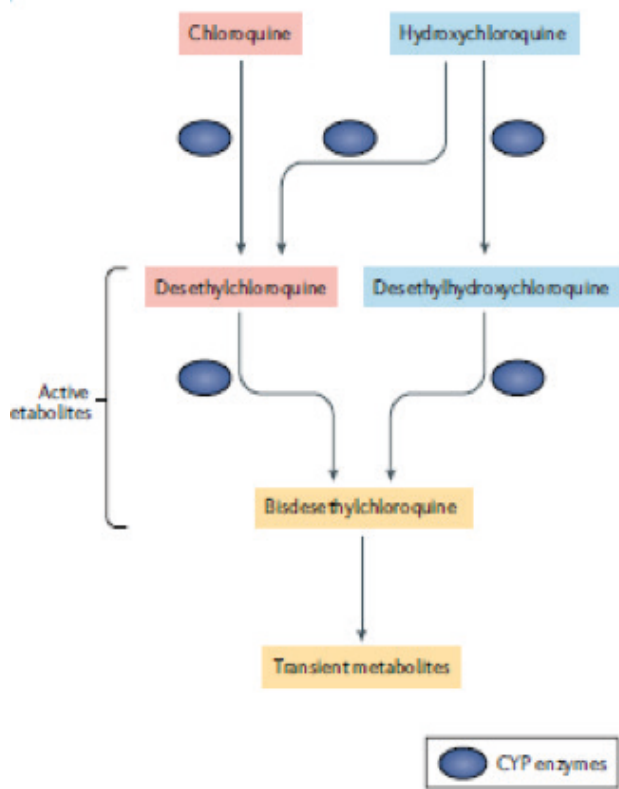 Chloroquine
Hydroxychloroquine
Desethylchloroquine
Desethylhydroxychloroquine
Active
etabolites
Bisdesethylchloroquine
Transient metabolites
CYP enzymes